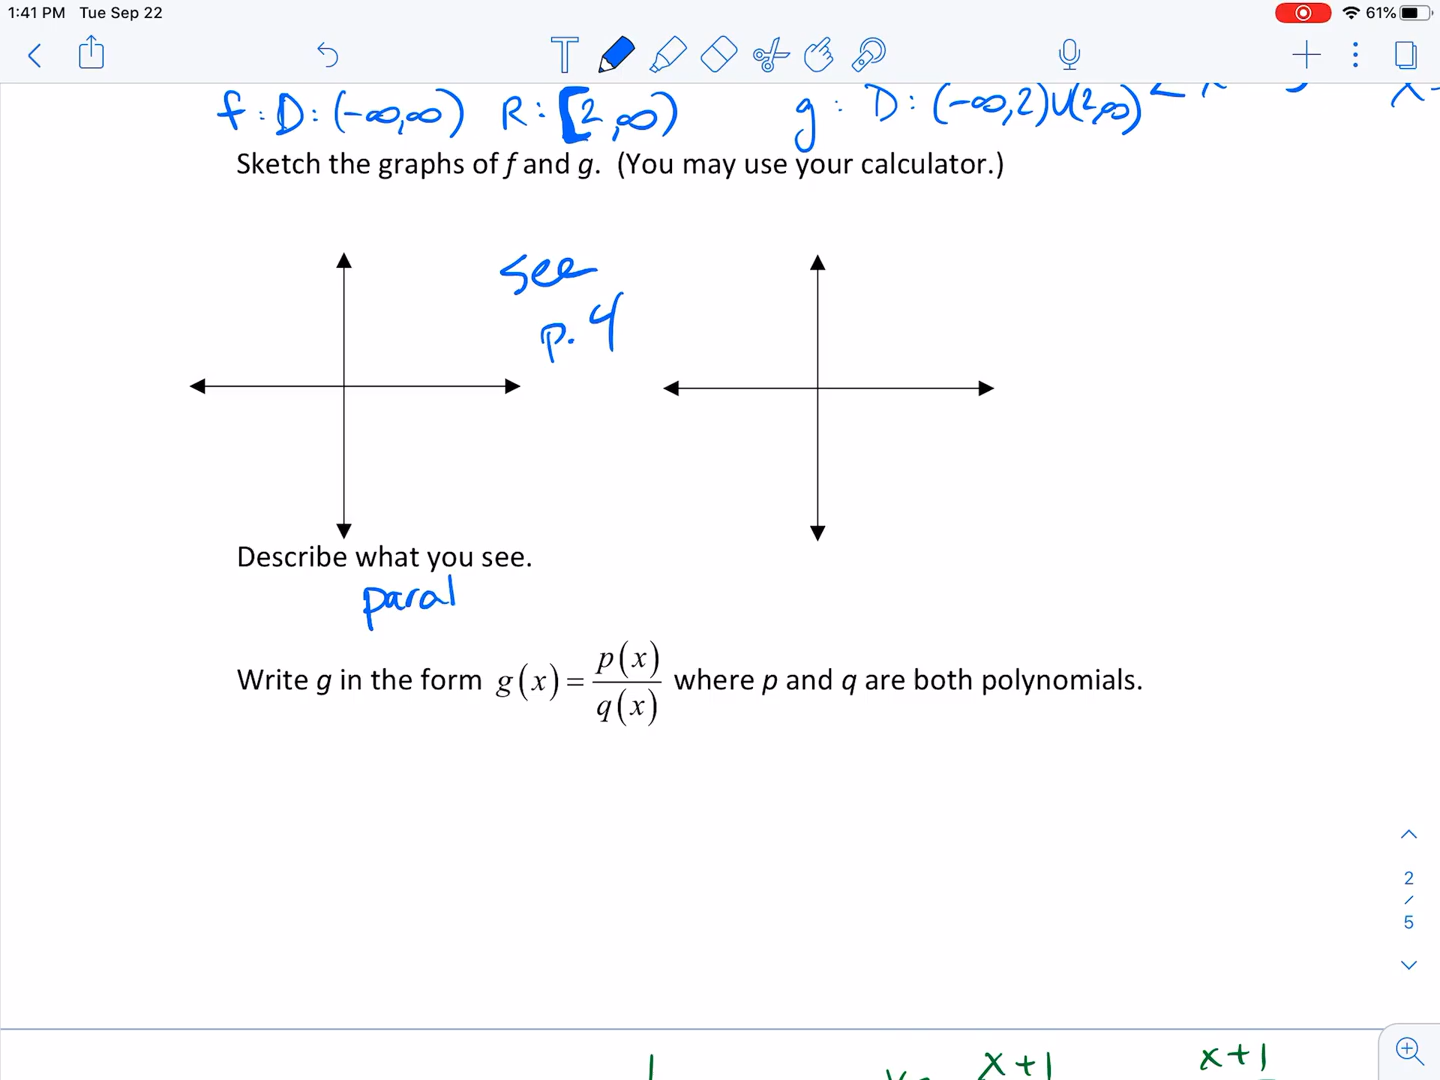 1:41 PM Tue Sep 22
61%
f : D : (-∞,∞) R : [2,∞) g : D : (-∞,2)∪(2,∞)
Sketch the graphs of f and g. (You may use your calculator.)
see
p. 4
Describe what you see.
paral
Write g in the form g(x) = p(x)/q(x) where p and q are both polynomials.
2
/
5
x+1 x+1